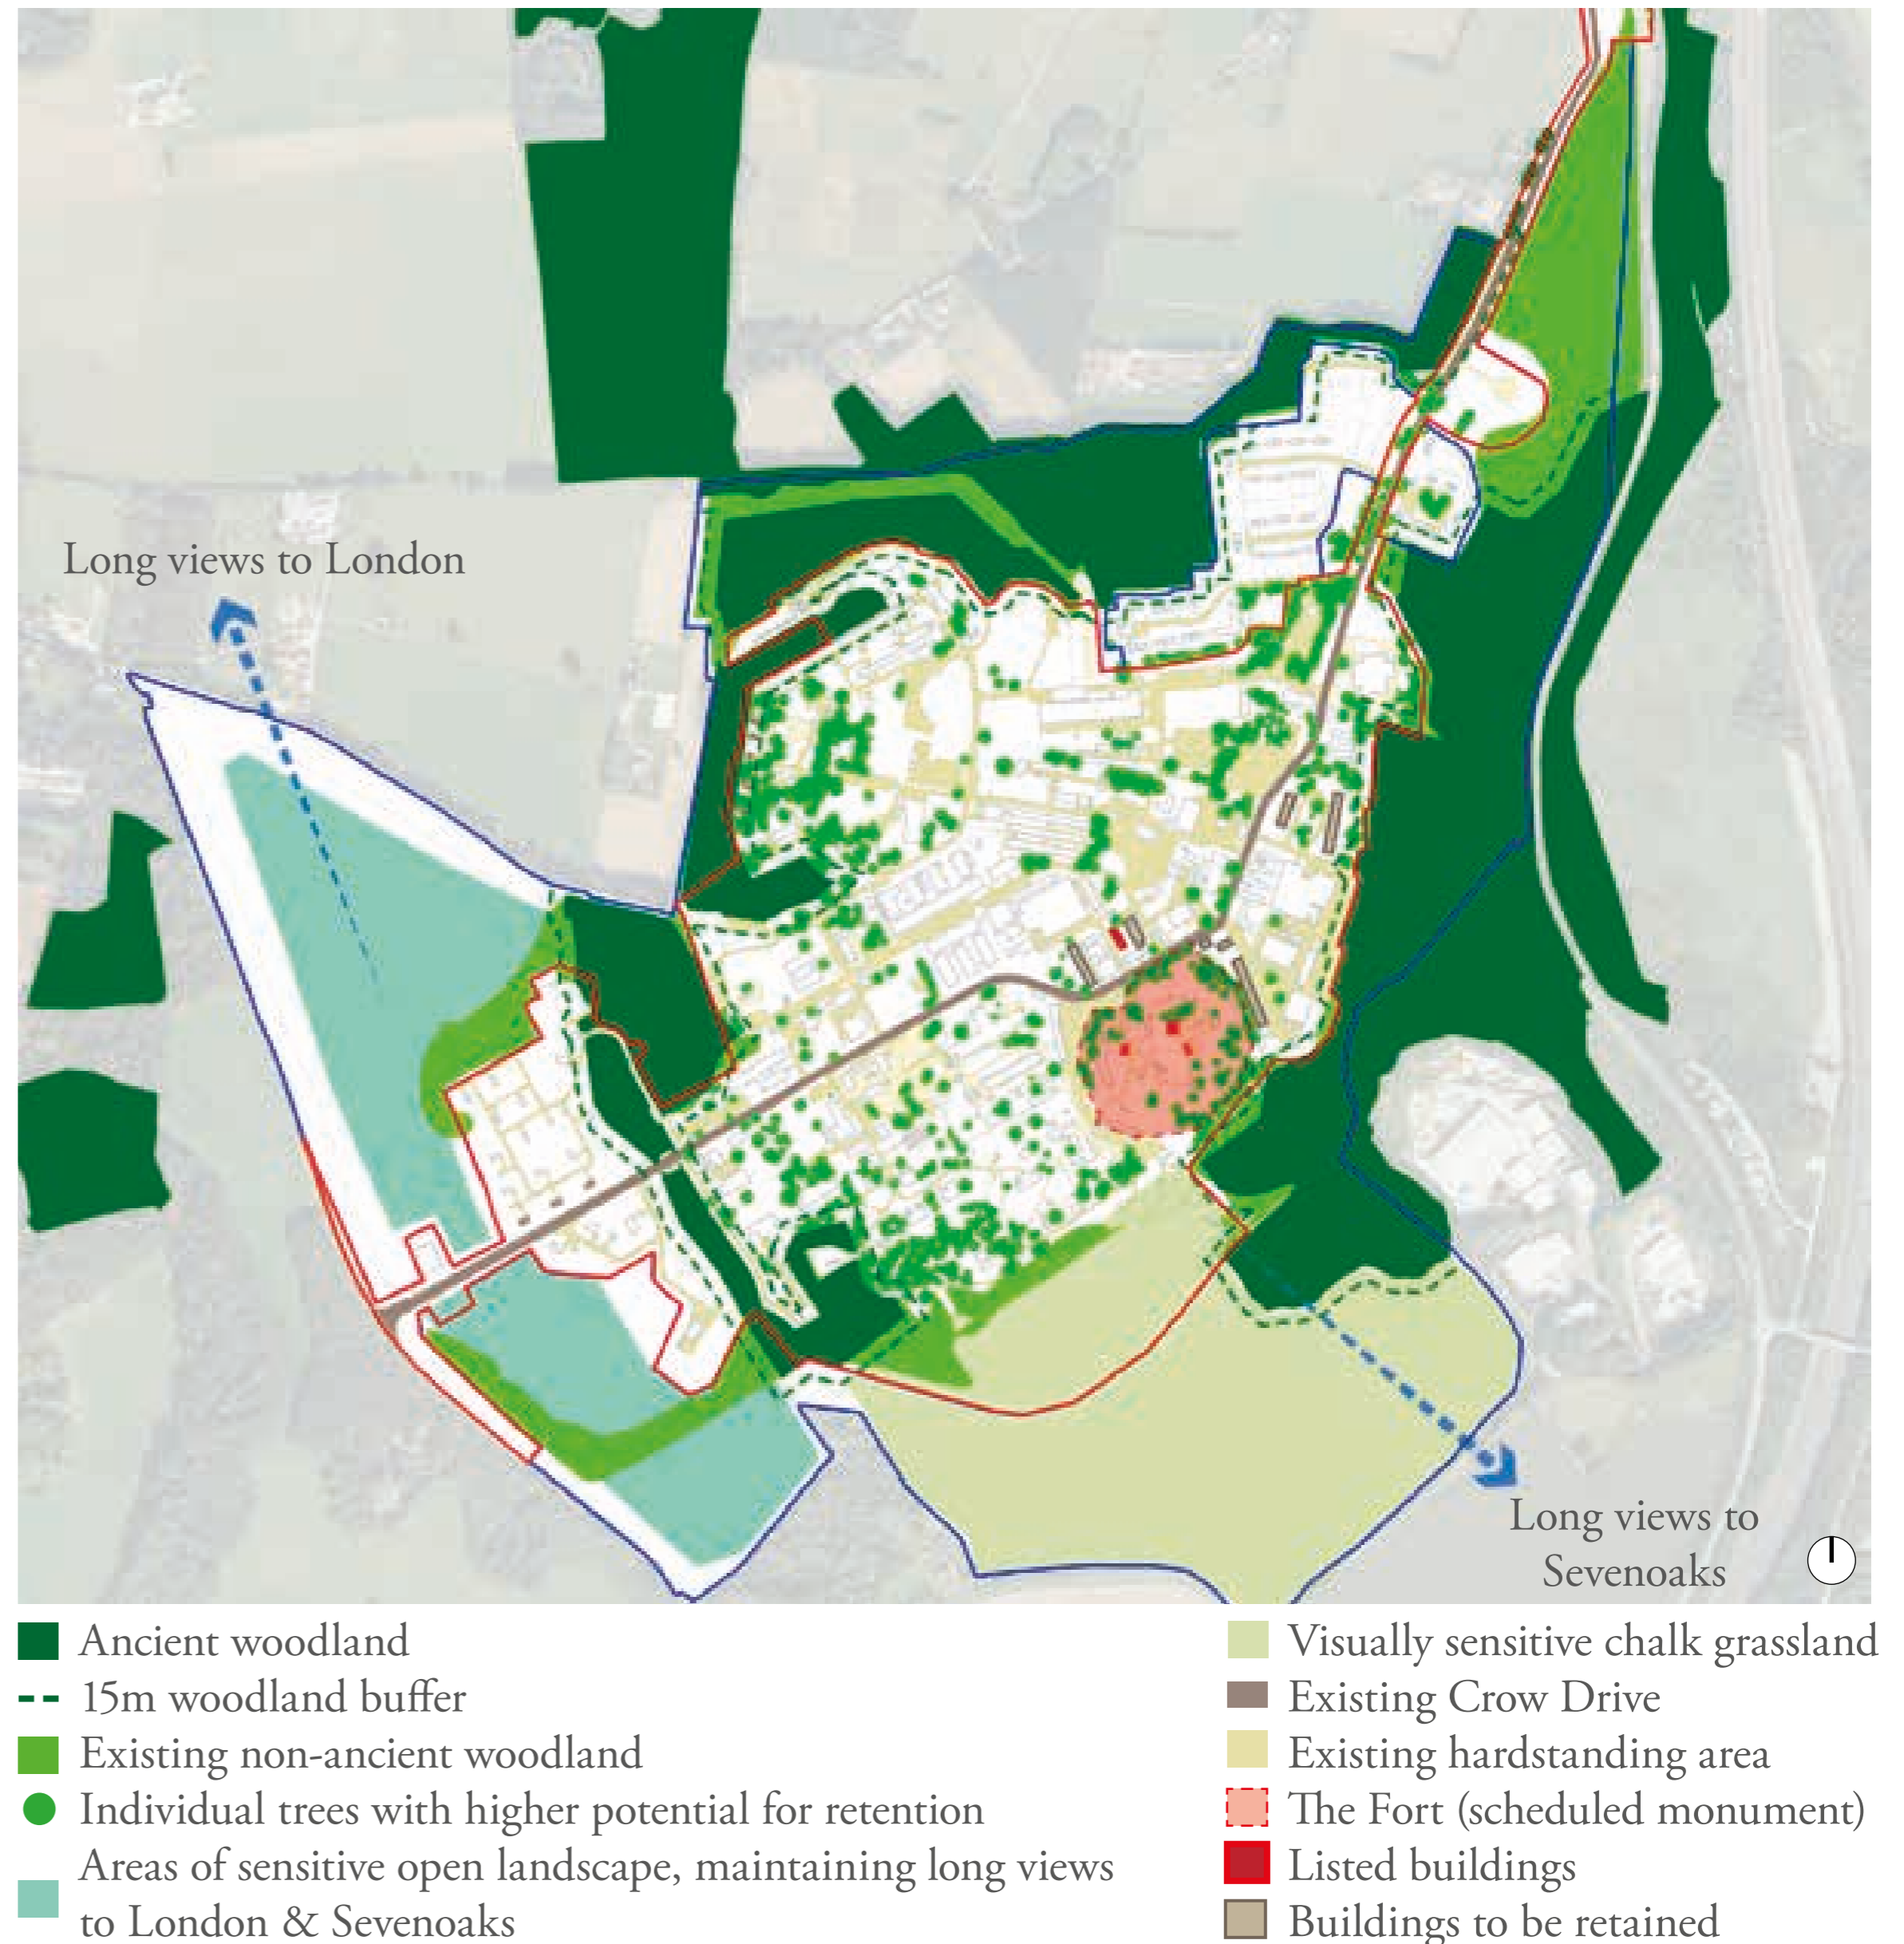 Long views to London
Long views to
Sevenoaks
Ancient woodland
15m woodland buffer
Existing non-ancient woodland
Individual trees with higher potential for retention
Areas of sensitive open landscape, maintaining long views
to London & Sevenoaks
Visually sensitive chalk grassland
Existing Crow Drive
Existing hardstanding area
The Fort (scheduled monument)
Listed buildings
Buildings to be retained